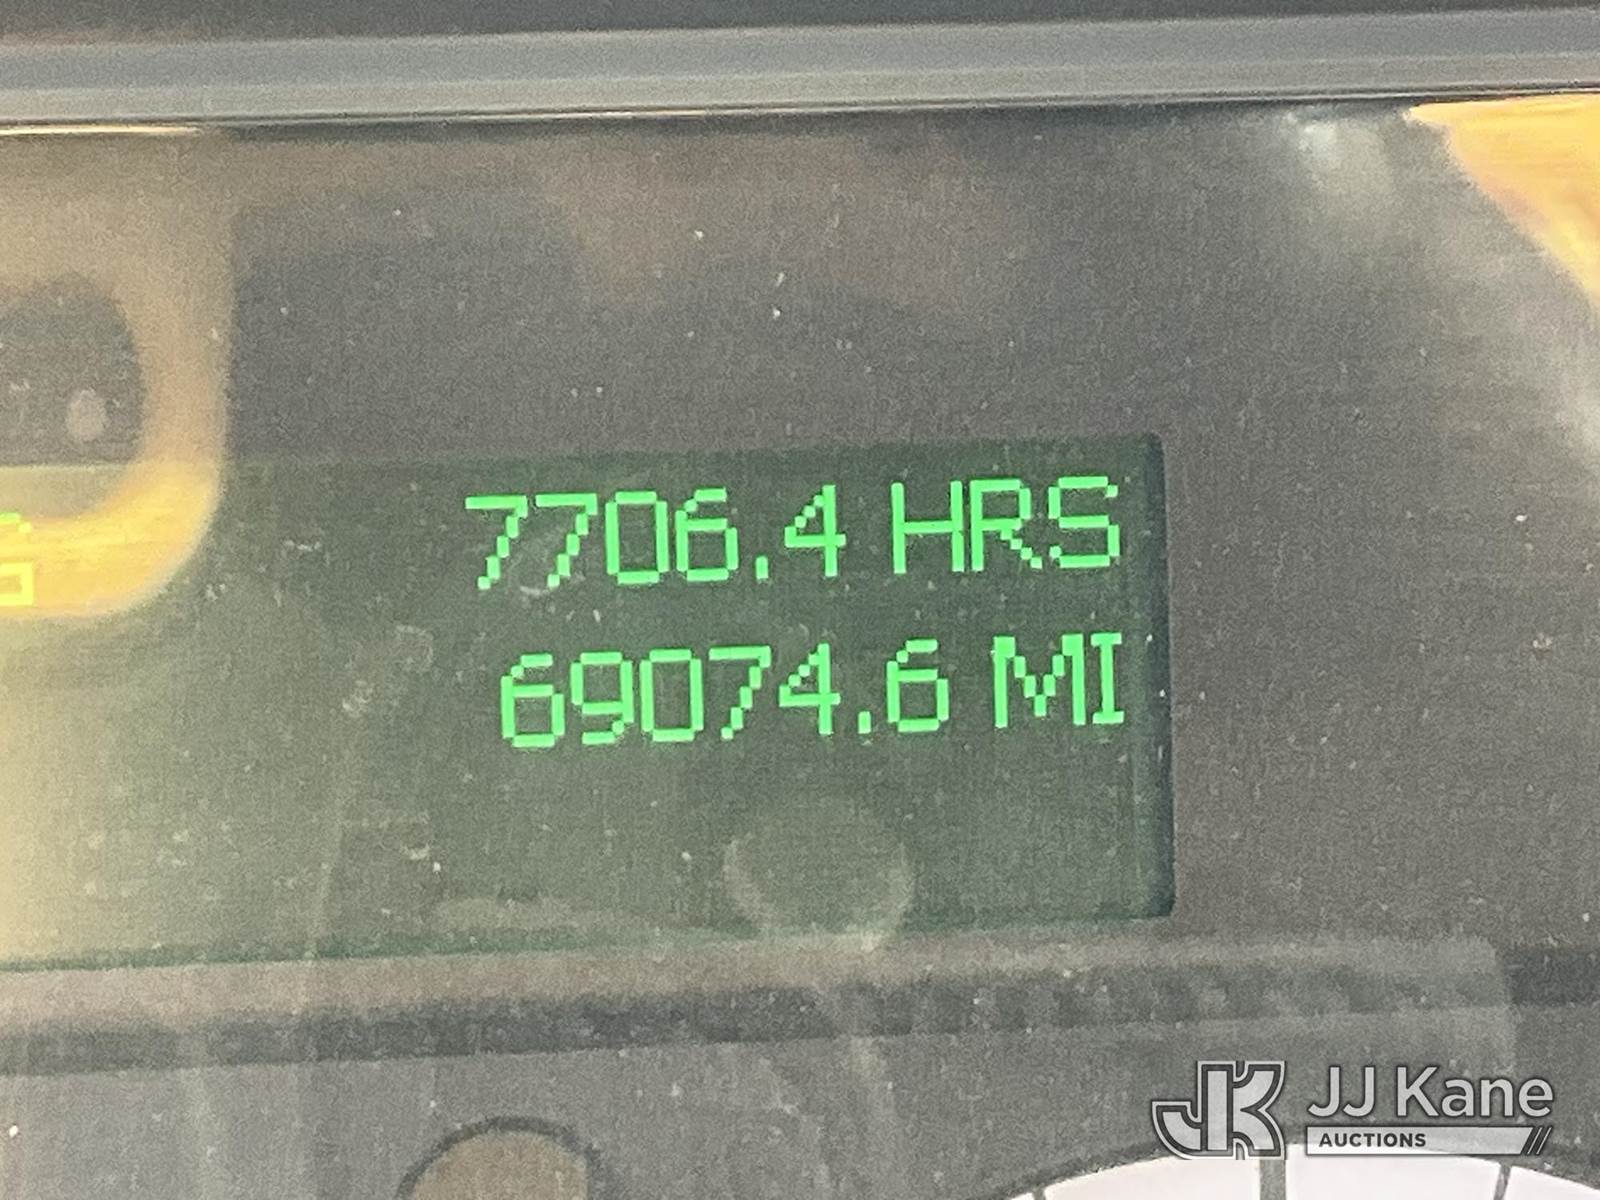 7706.4 HRS
69074.6 MI
JJ Kane
AUCTIONS